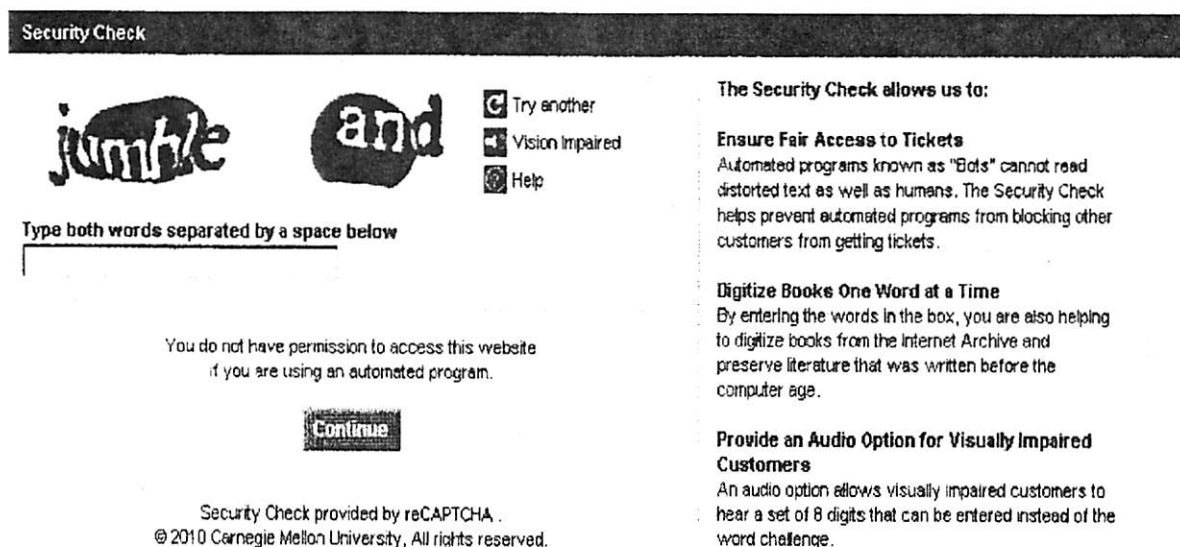 Security Check
jumble and
Try another
Vision Impaired
Help
Type both words separated by a space below
You do not have permission to access this website
if you are using an automated program.
Continue
Security Check provided by reCAPTCHA .
© 2010 Carnegie Mellon University, All rights reserved.
The Security Check allows us to:
Ensure Fair Access to Tickets
Automated programs known as "Bots" cannot read
distorted text as well as humans. The Security Check
helps prevent automated programs from blocking other
customers from getting tickets.
Digitize Books One Word at a Time
By entering the words in the box, you are also helping
to digitize books from the Internet Archive and
preserve literature that was written before the
computer age.
Provide an Audio Option for Visually Impaired
Customers
An audio option allows visually impaired customers to
hear a set of 8 digits that can be entered instead of the
word challenge.